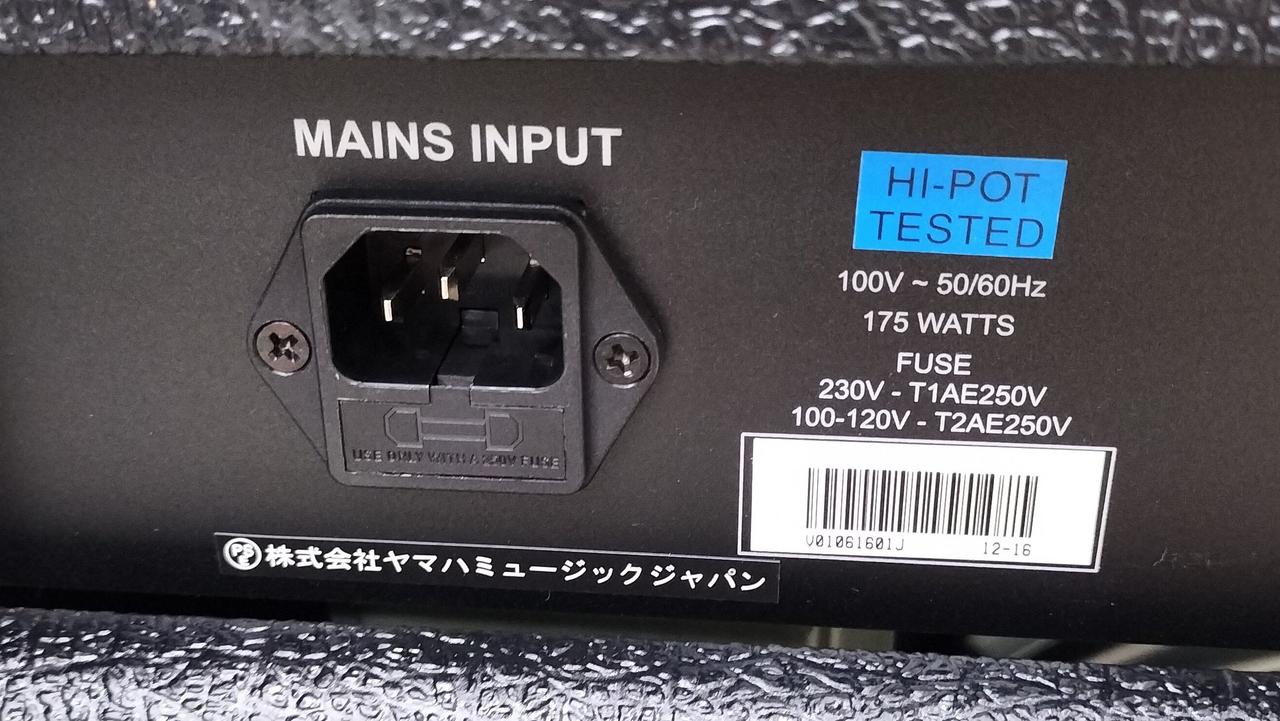 MAINS INPUT
HI-POT
TESTED
100V ~ 50/60Hz
175 WATTS
FUSE
230V - T1AE250V
100-120V - T2AE250V
USE ONLY WITH A 250V FUSE
V01061601J 12-16
PS E 株式会社ヤマハミュージックジャパン